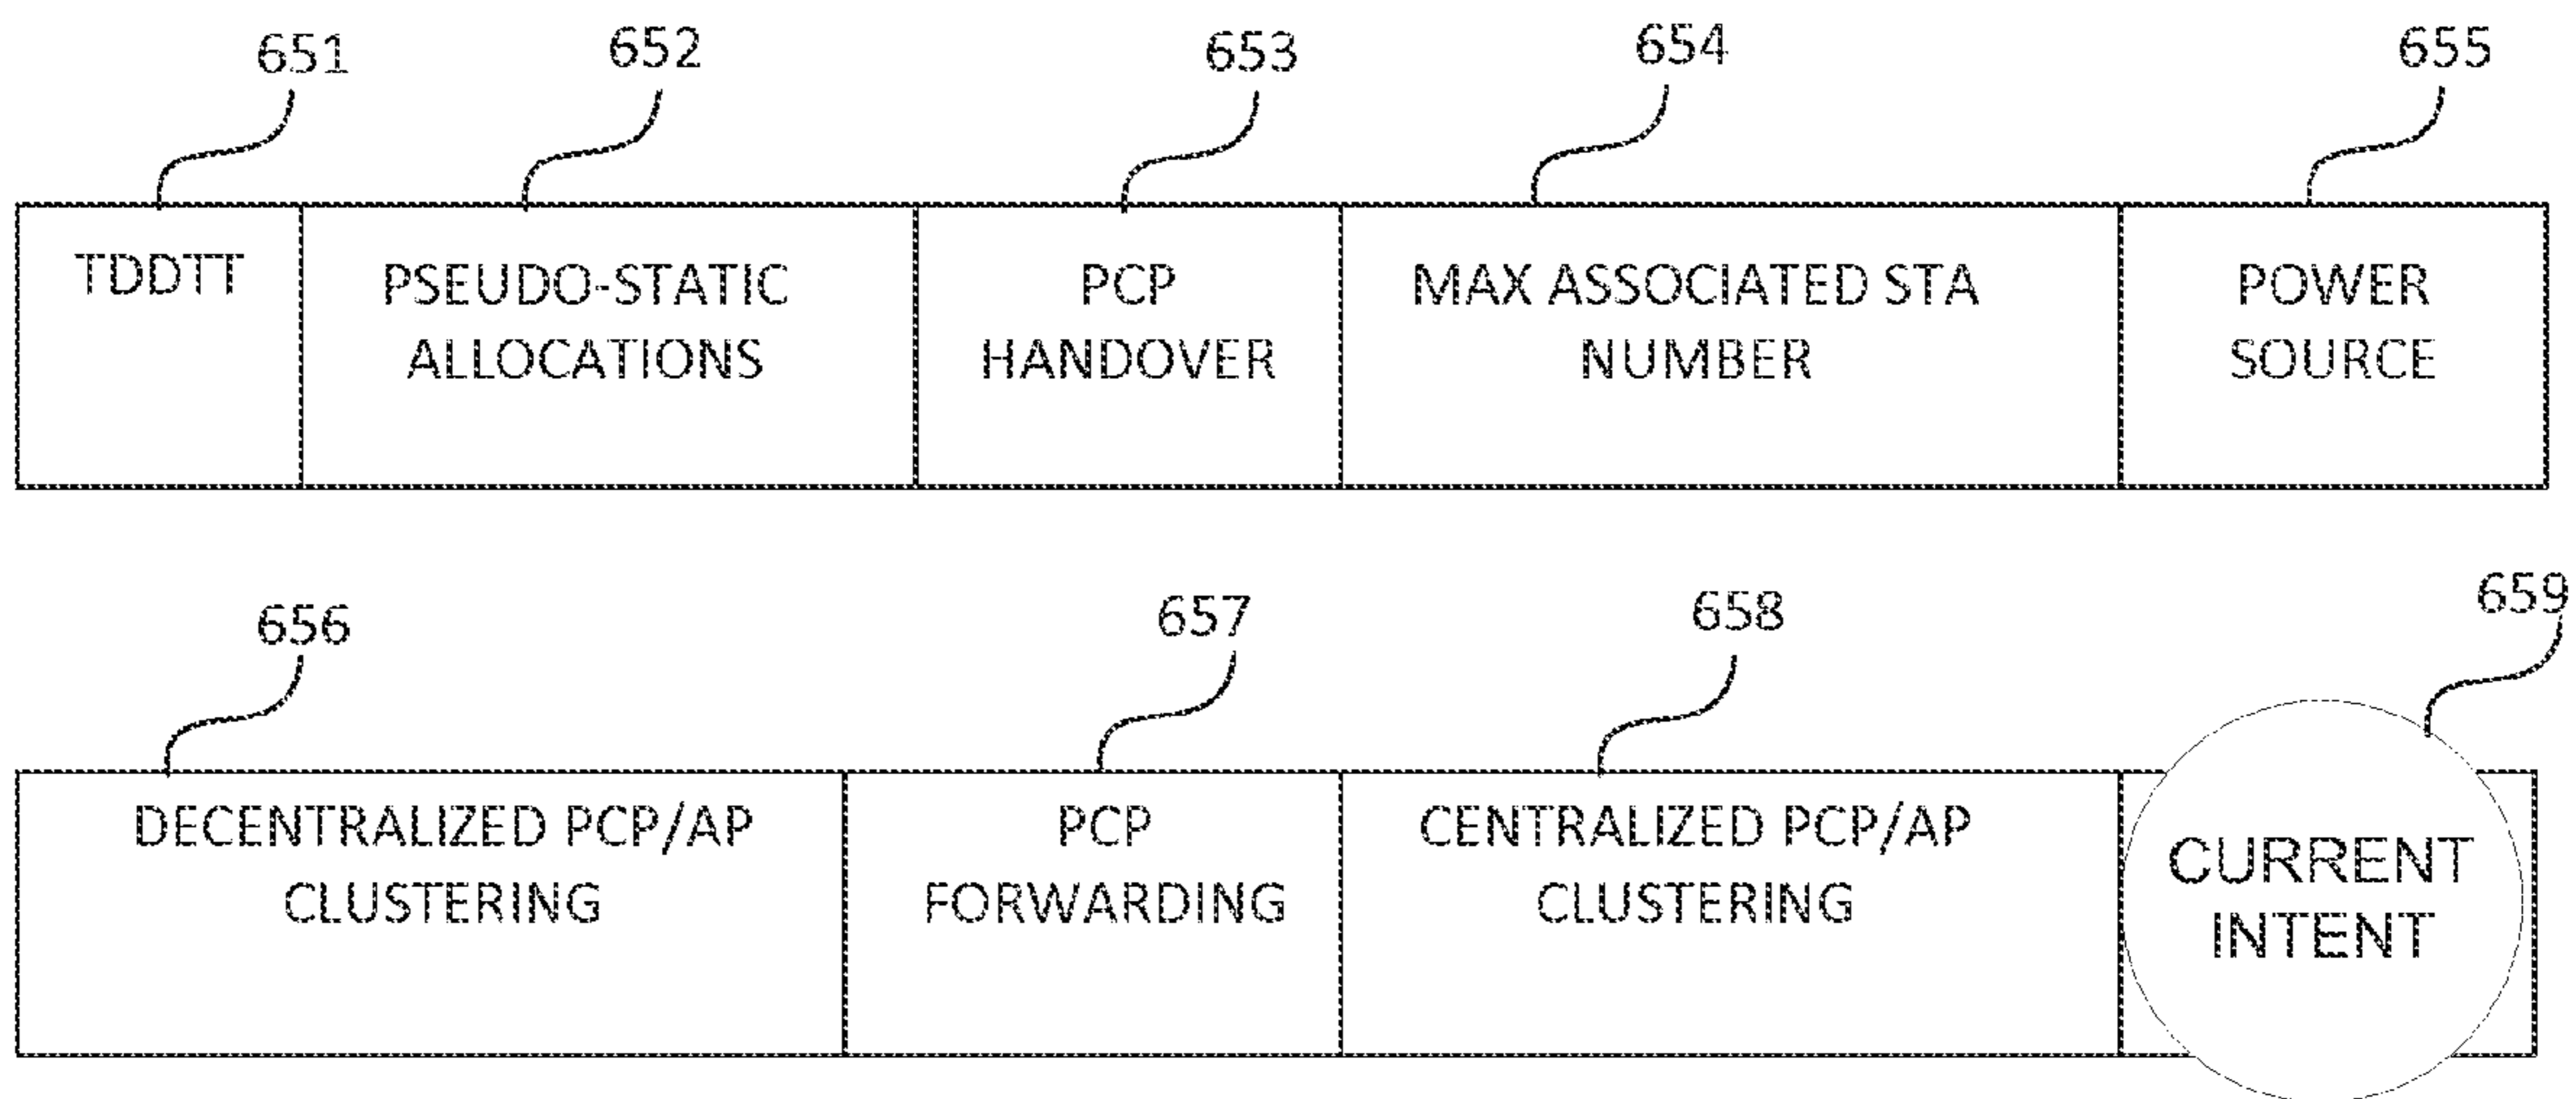 651 652 653 654 655
TDDTT PSEUDO-STATIC PCP MAX ASSOCIATED STA POWER
ALLOCATIONS HANDOVER NUMBER SOURCE
656 657 658 659
DECENTRALIZED PCP/AP PCP CENTRALIZED PCP/AP CURRENT
CLUSTERING FORWARDING CLUSTERING INTENT